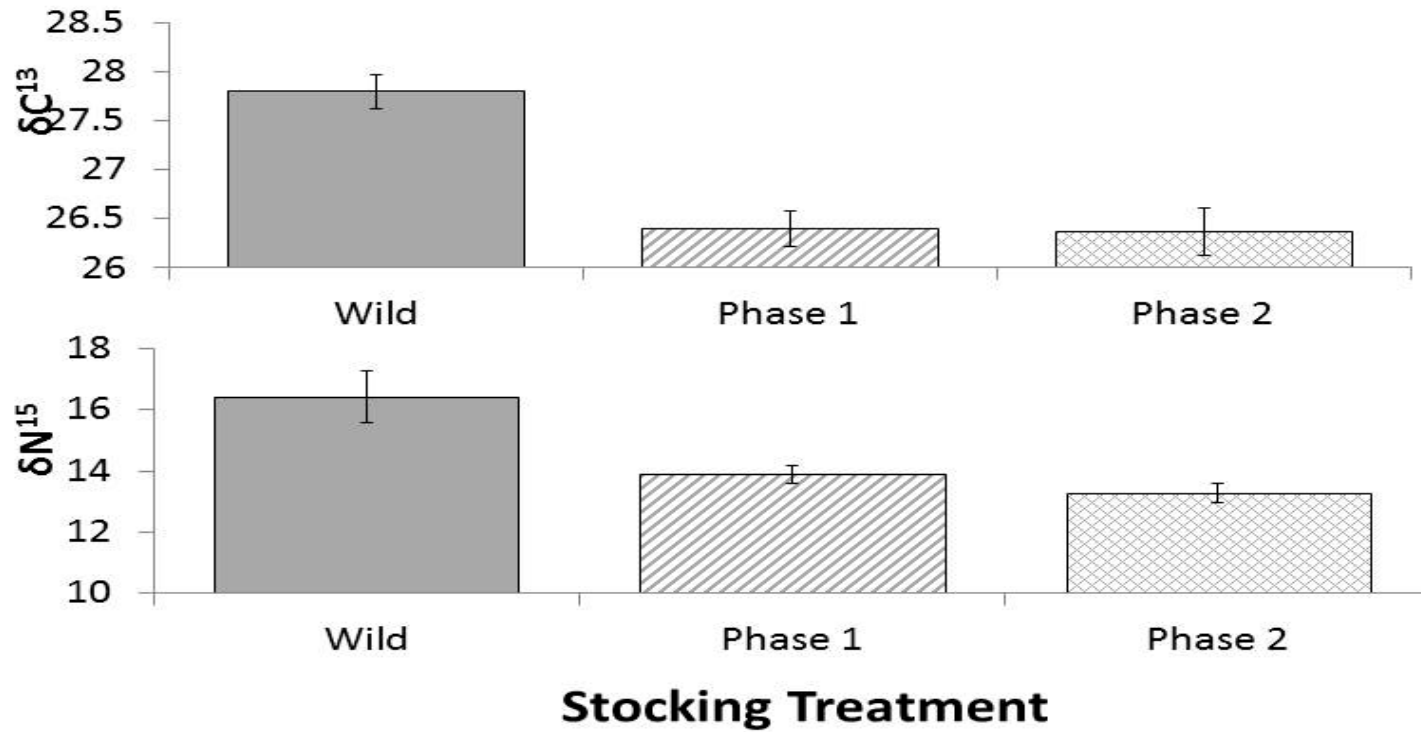 28.5
28
27.5
27
26.5
26
δC¹³
Wild Phase 1 Phase 2
18
16
14
12
10
δN¹⁵
Wild Phase 1 Phase 2
Stocking Treatment